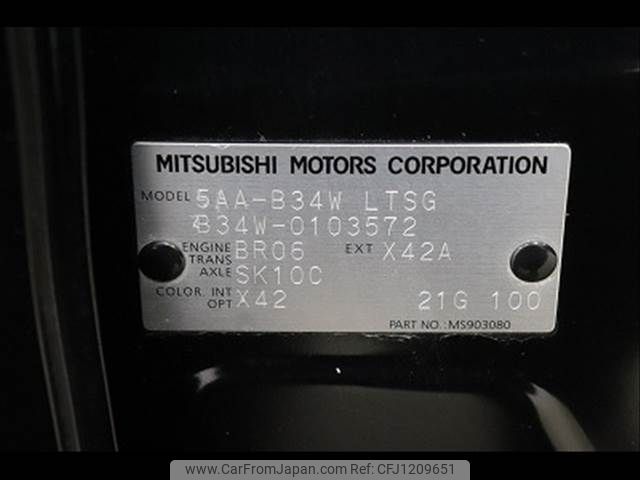 MITSUBISHI MOTORS CORPORATION
MODEL 5AA-B34W LTSG
B34W-0103572
ENGINE BR06 EXT X42A
TRANS
AXLE SK10C
COLOR. INT X42
OPT 21G 100
PART NO.:MS903080
www.CarFromJapan.com CFJ1209651